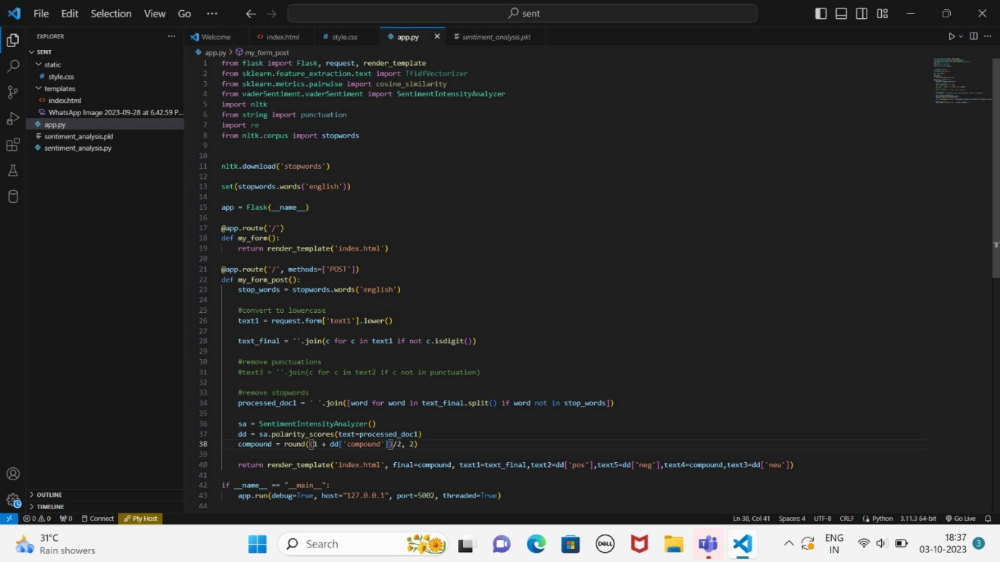 File Edit Selection View Go ··· sent
EXPLORER ···
SENT
static
# style.css
templates
<> index.html
WhatsApp Image 2023-09-28 at 6.42.59 P...
app.py
sentiment_analysis.pkl
sentiment_analysis.py
OUTLINE
TIMELINE
Welcome <> index.html # style.css app.py × sentiment_analysis.pkl
app.py > my_form_post
1 from flask import Flask, request, render_template
2 from sklearn.feature_extraction.text import TfidfVectorizer
3 from sklearn.metrics.pairwise import cosine_similarity
4 from vaderSentiment.vaderSentiment import SentimentIntensityAnalyzer
5 import nltk
6 from string import punctuation
7 import re
8 from nltk.corpus import stopwords
9
10
11 nltk.download('stopwords')
12
13 set(stopwords.words('english'))
14
15 app = Flask(__name__)
16
17 @app.route('/')
18 def my_form():
19     return render_template('index.html')
20
21 @app.route('/', methods=['POST'])
22 def my_form_post():
23     stop_words = stopwords.words('english')
24
25     #convert to lowercase
26     text1 = request.form['text1'].lower()
27
28     text_final = ''.join(c for c in text1 if not c.isdigit())
29
30     #remove punctuations
31     #text3 = ''.join(c for c in text2 if c not in punctuation)
32
33     #remove stopwords
34     processed_doc1 = ' '.join([word for word in text_final.split() if word not in stop_words])
35
36     sa = SentimentIntensityAnalyzer()
37     dd = sa.polarity_scores(text=processed_doc1)
38     compound = round((1 + dd['compound'])/2, 2)
39
40     return render_template('index.html', final=compound, text1=text_final,text2=dd['pos'],text5=dd['neg'],text4=compound,text3=dd['neu'])
41
42 if __name__ == "__main__":
43     app.run(debug=True, host="127.0.0.1", port=5002, threaded=True)
44
0 0 0 Connect Pty Host Ln 38, Col 41 Spaces: 4 UTF-8 CRLF Python 3.11.3 64-bit Go Live
31°C
Rain showers
Search
DELL
ENG
IN
18:37
03-10-2023
3